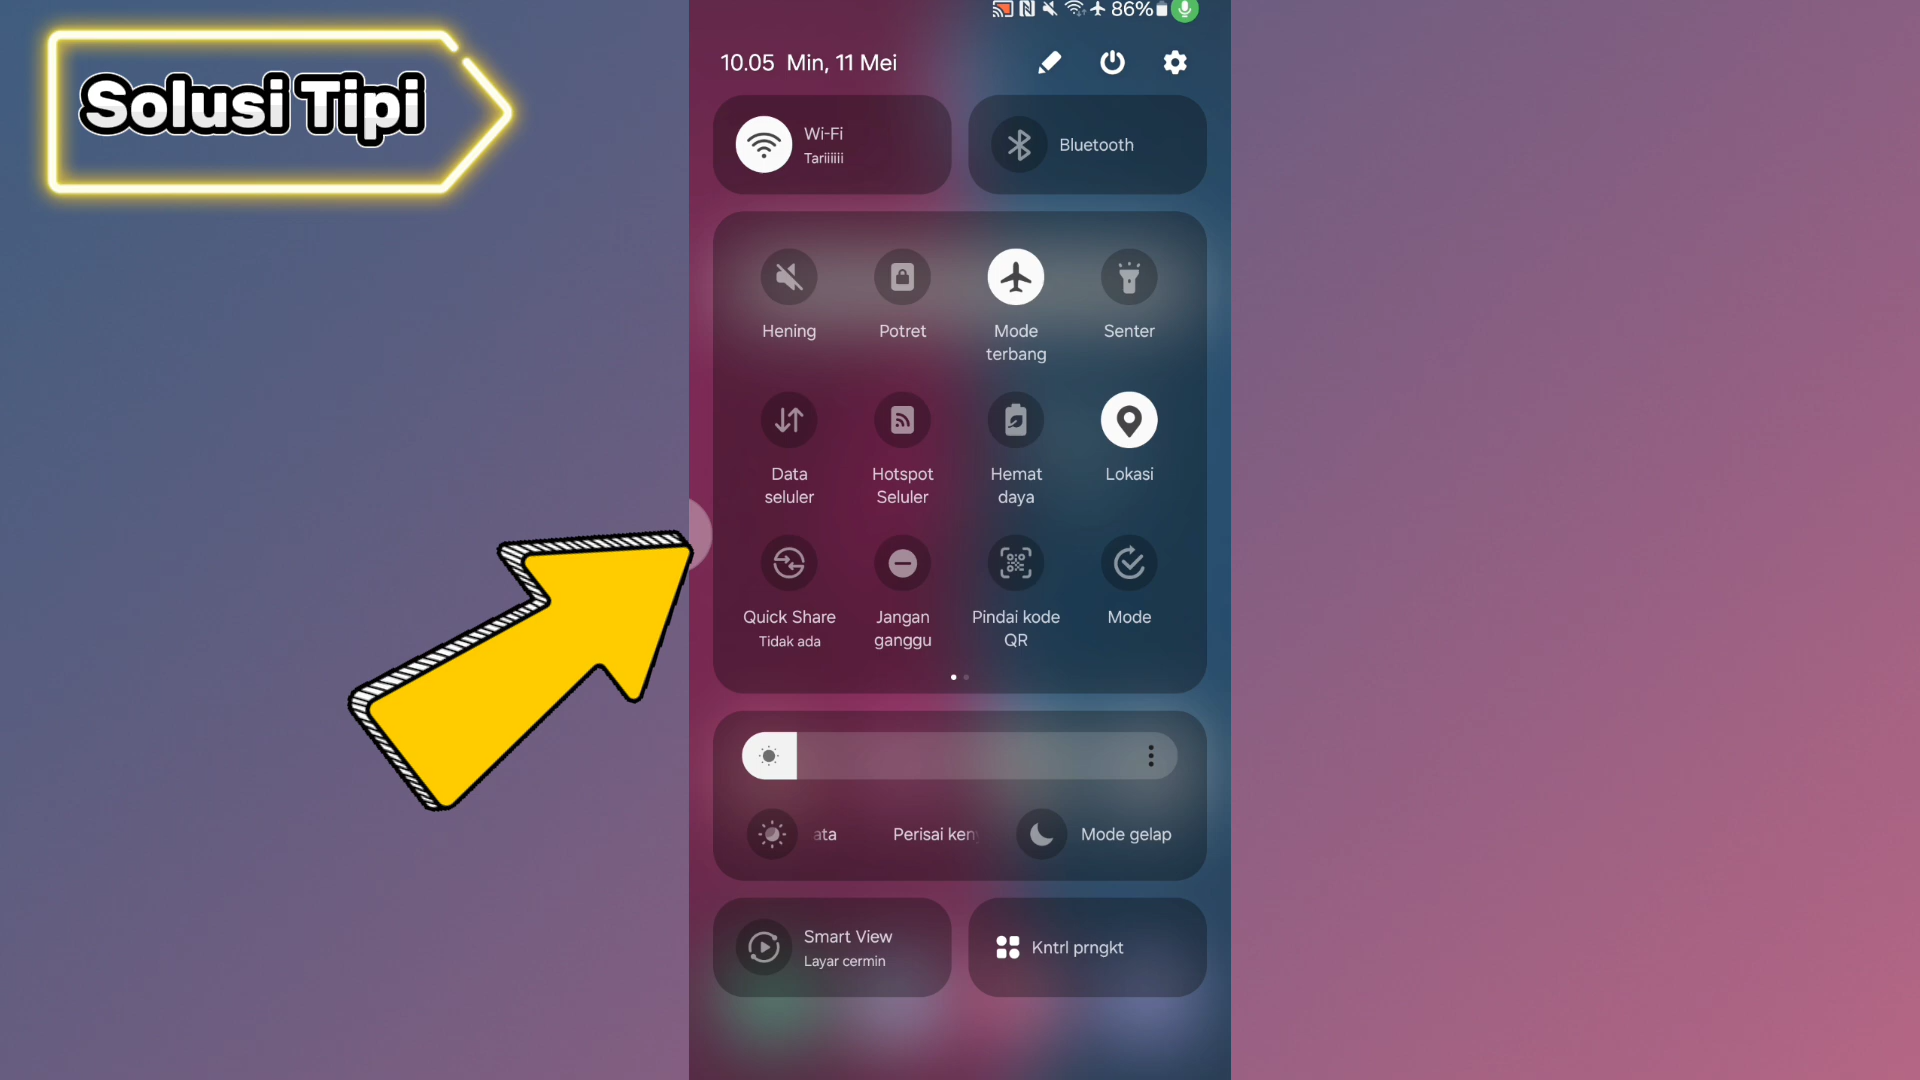 Solusi Tipi
86%
10.05 Min, 11 Mei
Wi-Fi
Tariiiiii
Bluetooth
Hening
Potret
Mode
terbang
Senter
Data
seluler
Hotspot
Seluler
Hemat
daya
Lokasi
Quick Share
Tidak ada
Jangan
ganggu
Pindai kode
QR
Mode
ata
Perisai ken
Mode gelap
Smart View
Layar cermin
Kntrl prngkt